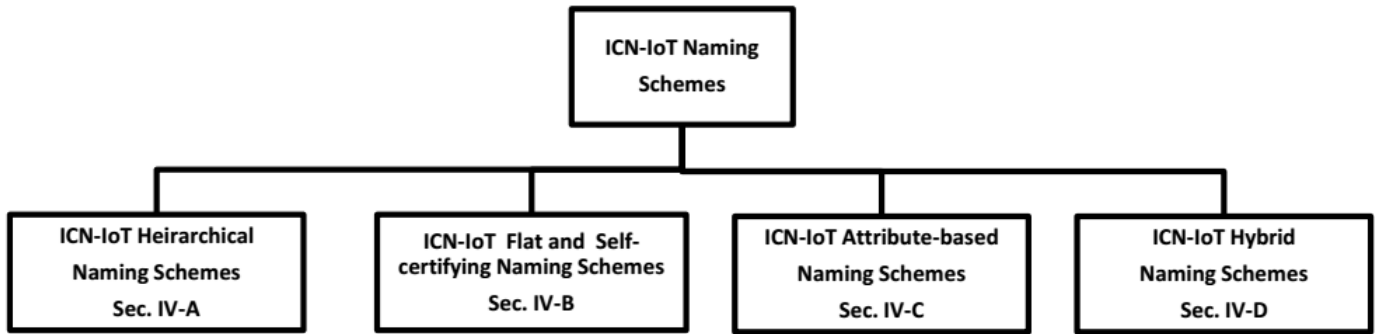 ICN-IoT Naming
Schemes
ICN-IoT Heirarchical
Naming Schemes
Sec. IV-A
ICN-IoT Flat and Self-
certifying Naming Schemes
Sec. IV-B
ICN-IoT Attribute-based
Naming Schemes
Sec. IV-C
ICN-IoT Hybrid
Naming Schemes
Sec. IV-D